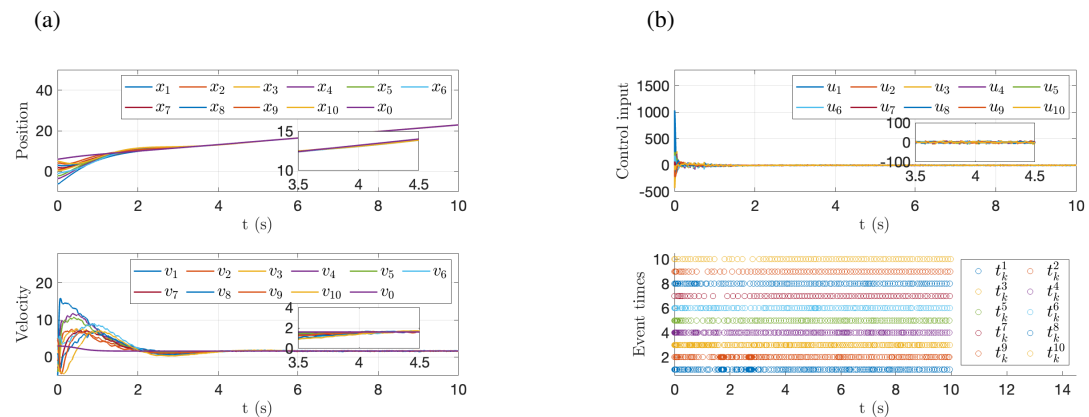 (a)
(b)
40
20
0
Position
x₁ x₂ x₃ x₄ x₅ x₆
x₇ x₈ x₉ x₁₀ x₀
15
10
3.5 4 4.5
0 2 4 6 8 10
t (s)
20
10
0
Velocity
v₁ v₂ v₃ v₄ v₅ v₆
v₇ v₈ v₉ v₁₀ v₀
4
2
0
3.5 4 4.5
0 2 4 6 8 10
t (s)
1500
1000
500
0
-500
Control input
u₁ u₂ u₃ u₄ u₅
u₆ u₇ u₈ u₉ u₁₀
100
0
-100
3.5 4 4.5
0 2 4 6 8 10
t (s)
10
8
6
4
2
Event times
t¹ₖ t²ₖ
t³ₖ t⁴ₖ
t⁵ₖ t⁶ₖ
t⁷ₖ t⁸ₖ
t⁹ₖ t¹⁰ₖ
0 2 4 6 8 10 12 14
t (s)